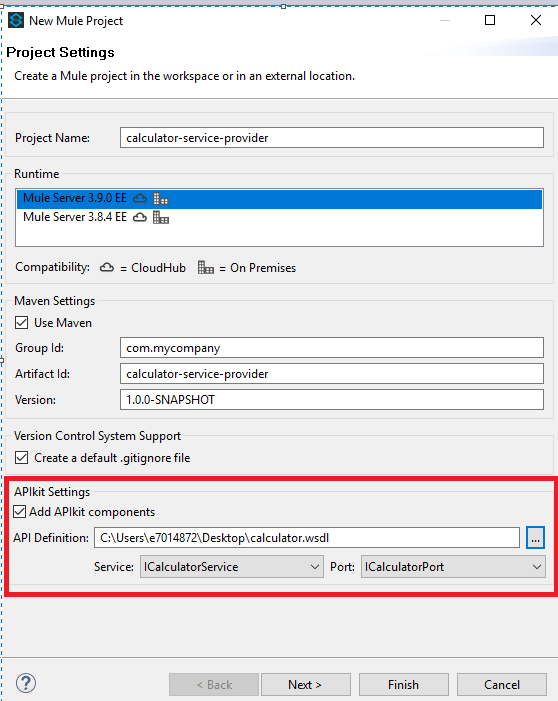 New Mule Project
Project Settings
Create a Mule project in the workspace or in an external location.
Project Name: calculator-service-provider
Runtime
Mule Server 3.9.0 EE
Mule Server 3.8.4 EE
Compatibility: = CloudHub = On Premises
Maven Settings
Use Maven
Group Id: com.mycompany
Artifact Id: calculator-service-provider
Version: 1.0.0-SNAPSHOT
Version Control System Support
Create a default .gitignore file
APIkit Settings
Add APIkit components
API Definition: C:\Users\e7014872\Desktop\calculator.wsdl ...
Service: ICalculatorService Port: ICalculatorPort
? < Back Next > Finish Cancel